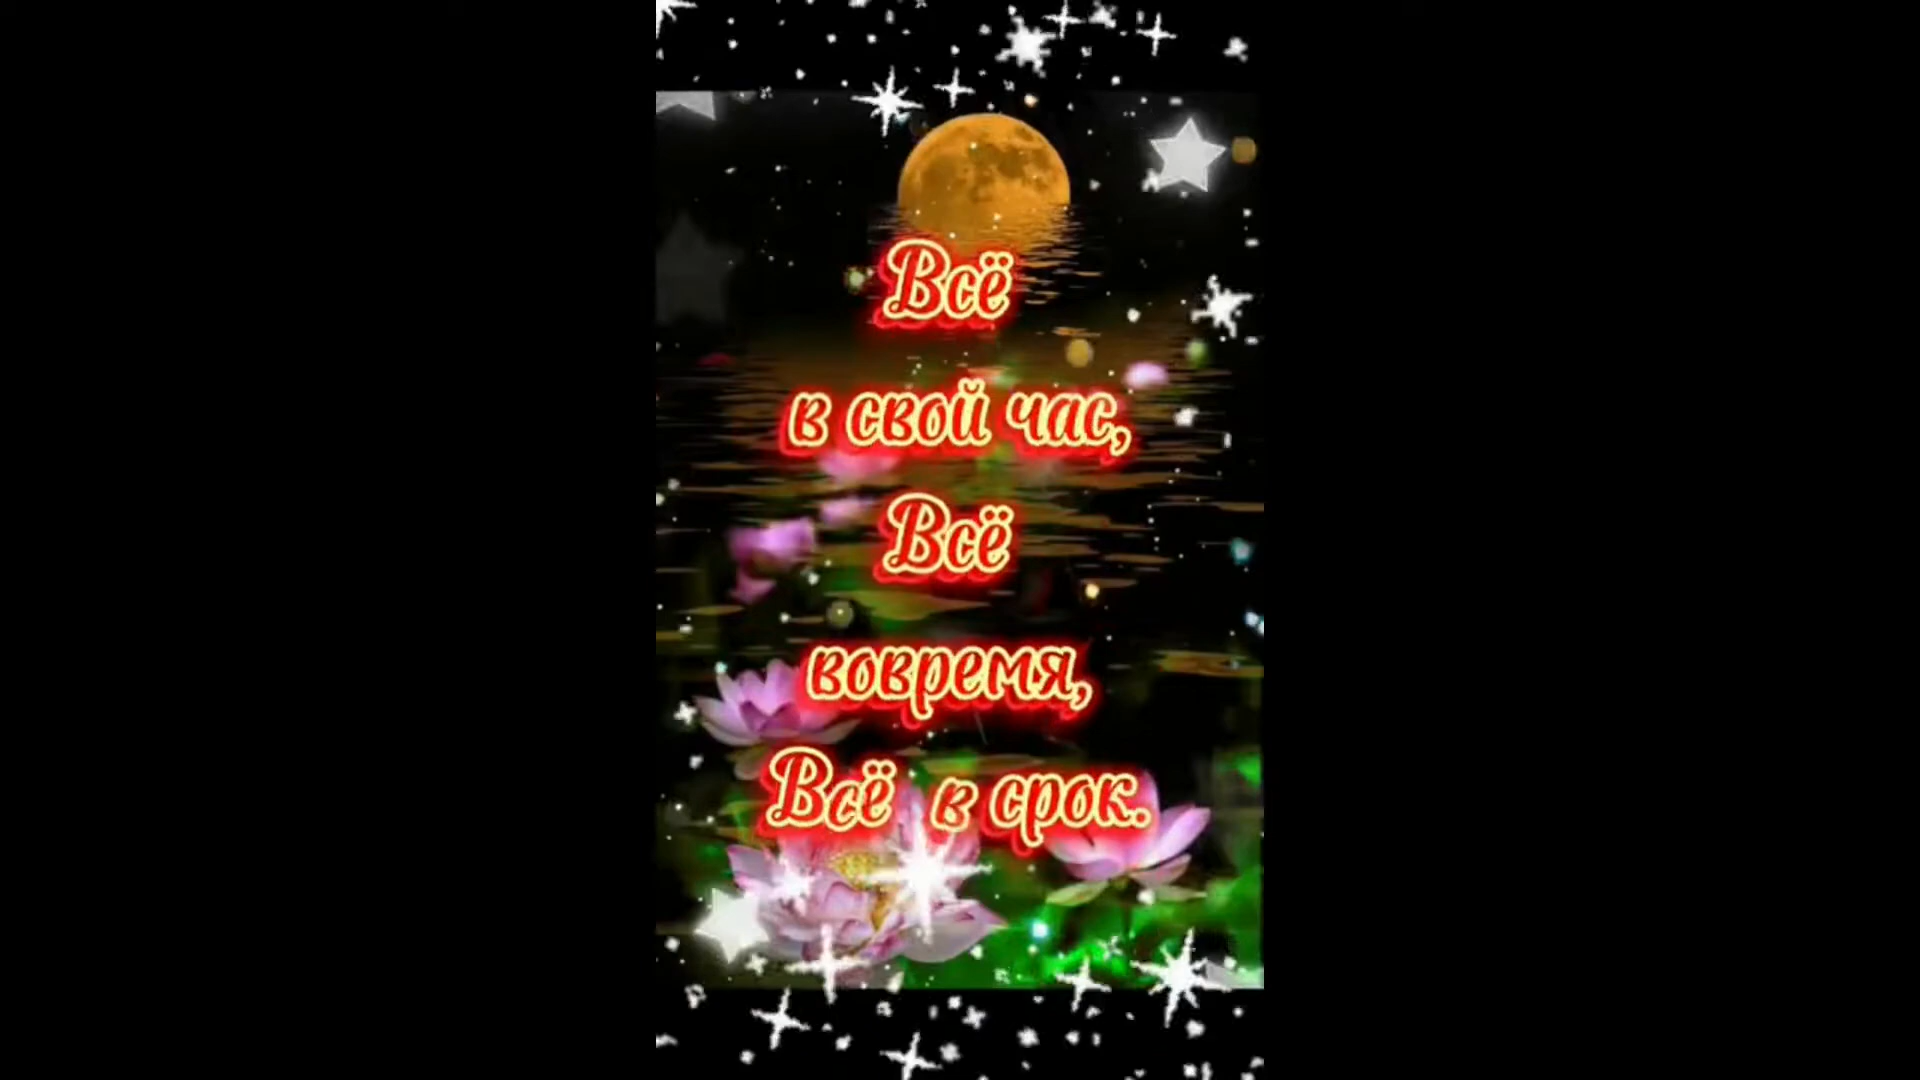 Всё
в свой час,
Всё
вовремя,
Всё в срок.